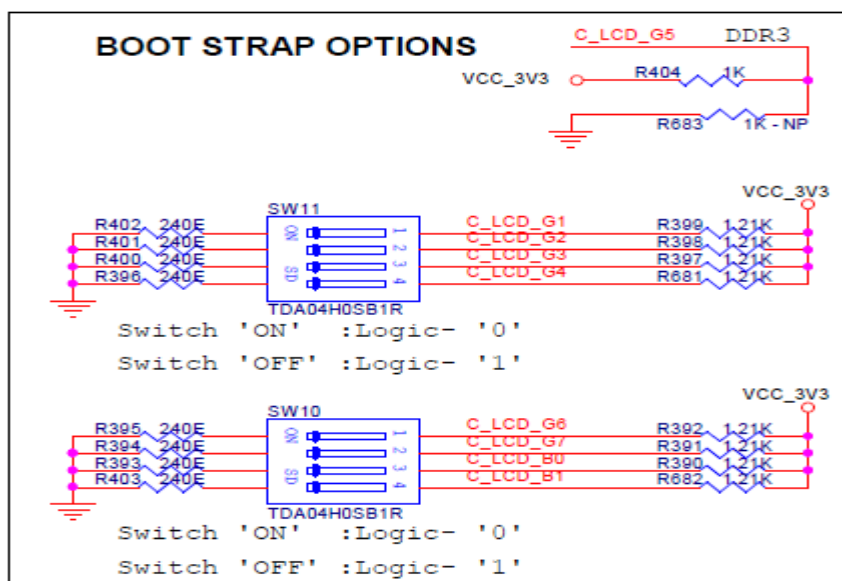 BOOT STRAP OPTIONS
C_LCD_G5 DDR3
VCC_3V3 R404 1K
R683 1K - NP
VCC_3V3
SW11
R402 240E ON 1 C_LCD_G1 R399 1.21K
R401 240E 2 C_LCD_G2 R398 1.21K
R400 240E SD 3 C_LCD_G3 R397 1.21K
R396 240E 4 C_LCD_G4 R681 1.21K
TDA04H0SB1R
Switch 'ON' :Logic- '0'
Switch 'OFF' :Logic- '1'
VCC_3V3
SW10
R395 240E ON 1 C_LCD_G6 R392 1.21K
R394 240E 2 C_LCD_G7 R391 1.21K
R393 240E SD 3 C_LCD_B0 R390 1.21K
R403 240E 4 C_LCD_B1 R682 1.21K
TDA04H0SB1R
Switch 'ON' :Logic- '0'
Switch 'OFF' :Logic- '1'